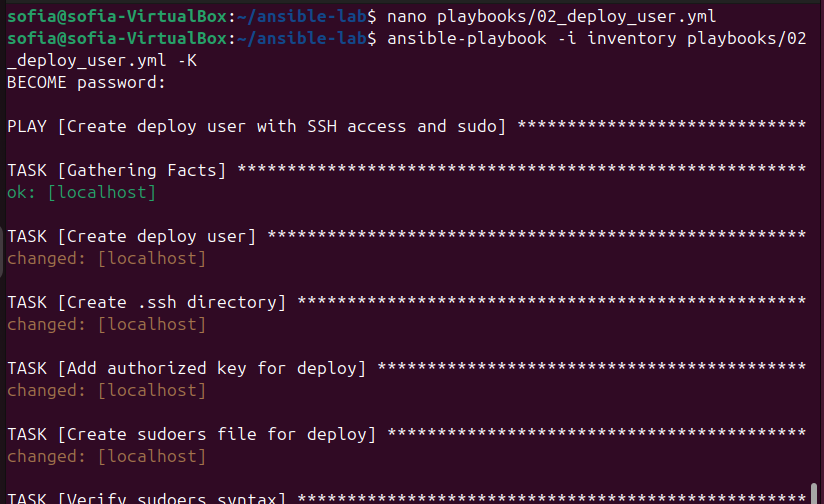 sofia@sofia-VirtualBox:~/ansible-lab$ nano playbooks/02_deploy_user.yml
sofia@sofia-VirtualBox:~/ansible-lab$ ansible-playbook -i inventory playbooks/02
_deploy_user.yml -K
BECOME password:
PLAY [Create deploy user with SSH access and sudo] *****************************
TASK [Gathering Facts] *********************************************************
ok: [localhost]
TASK [Create deploy user] ******************************************************
changed: [localhost]
TASK [Create .ssh directory] ***************************************************
changed: [localhost]
TASK [Add authorized key for deploy] *******************************************
changed: [localhost]
TASK [Create sudoers file for deploy] ******************************************
changed: [localhost]
TASK [Verify sudoers syntax] ***************************************************